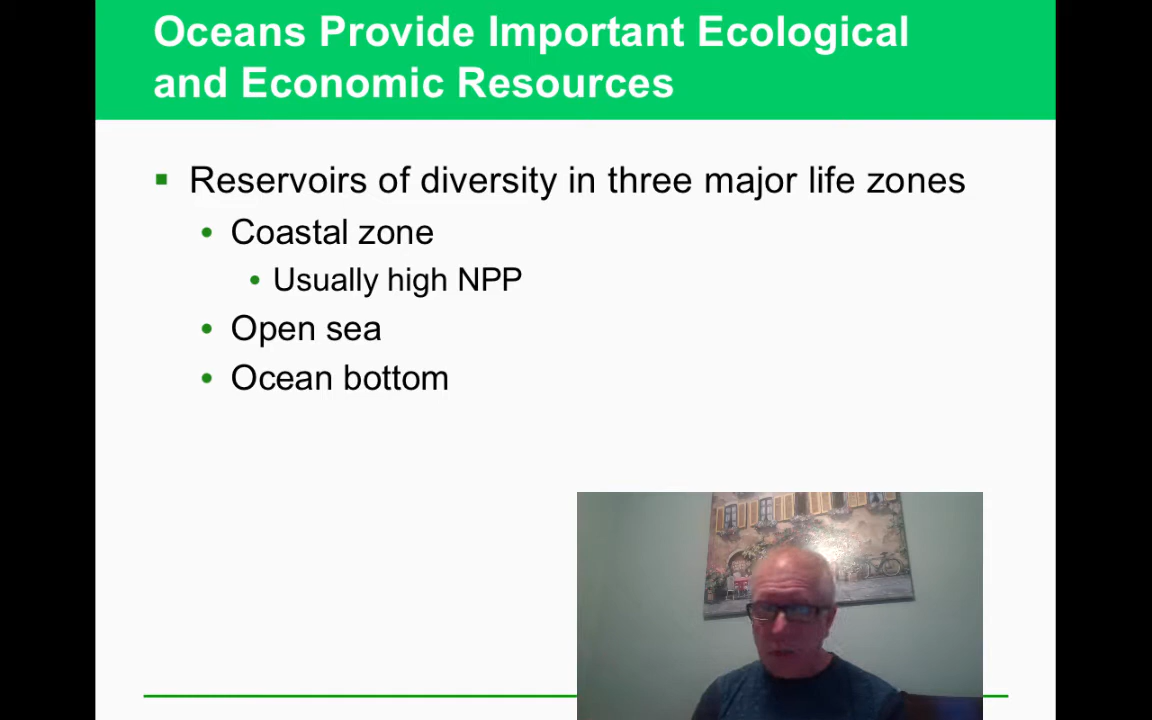 Oceans Provide Important Ecological
and Economic Resources
Reservoirs of diversity in three major life zones
Coastal zone
Usually high NPP
Open sea
Ocean bottom